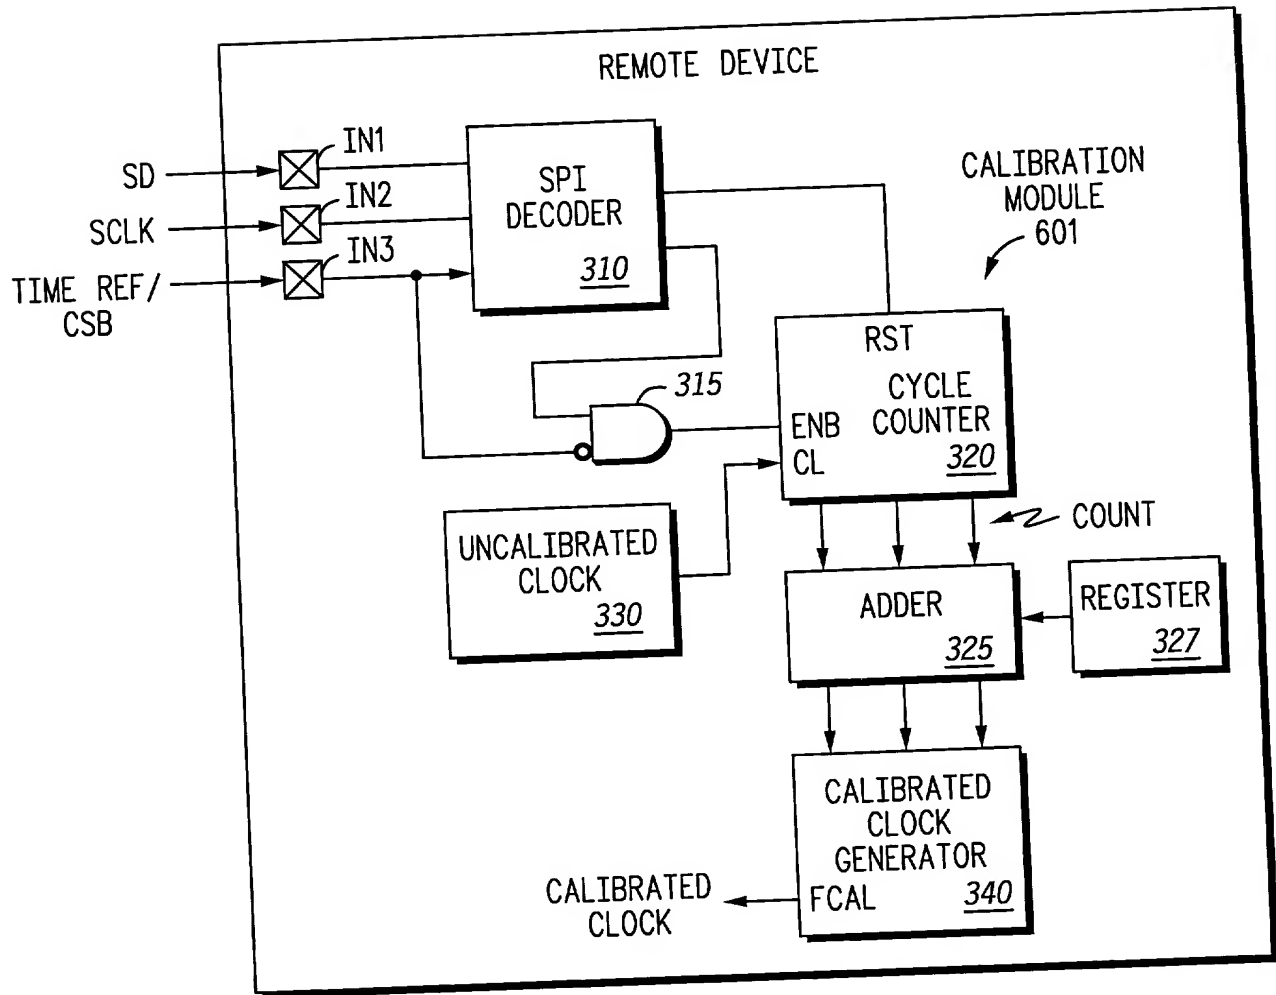 REMOTE DEVICE
SD
IN1
SCLK
IN2
TIME REF/
CSB
IN3
SPI
DECODER
310
CALIBRATION
MODULE
601
315
RST
CYCLE
COUNTER
320
ENB
CL
UNCALIBRATED
CLOCK
330
COUNT
ADDER
325
REGISTER
327
CALIBRATED
CLOCK
GENERATOR
FCAL
340
CALIBRATED
CLOCK